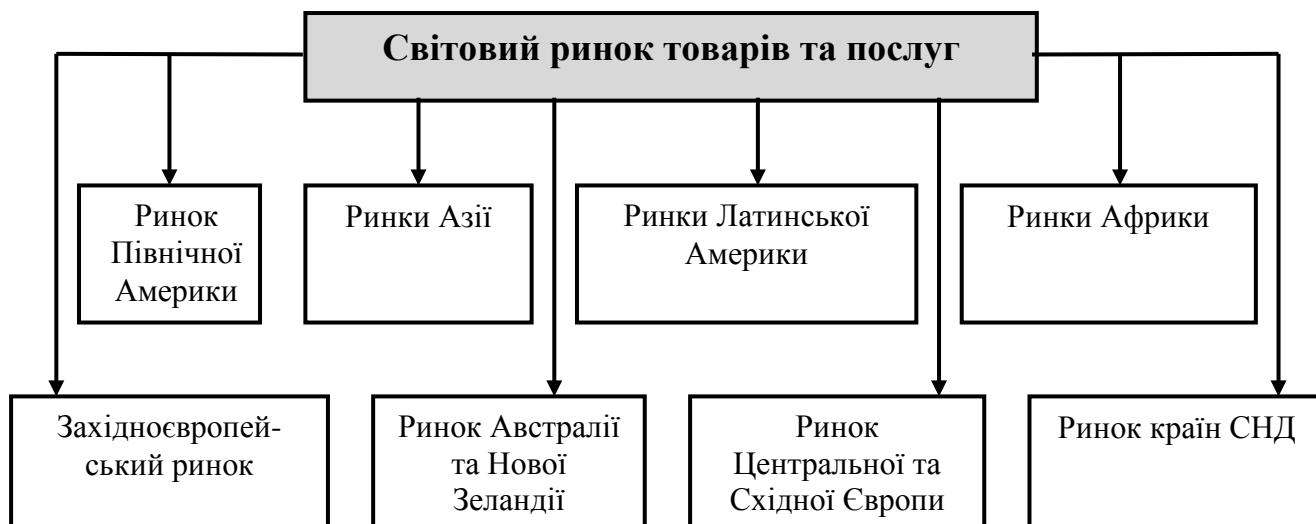 Світовий ринок товарів та послуг
Ринок
Північної
Америки
Ринки Азії
Ринки Латинської
Америки
Ринки Африки
Західноєвропей-
ський ринок
Ринок Австралії
та Нової
Зеландії
Ринок
Центральної та
Східної Європи
Ринок країн СНД